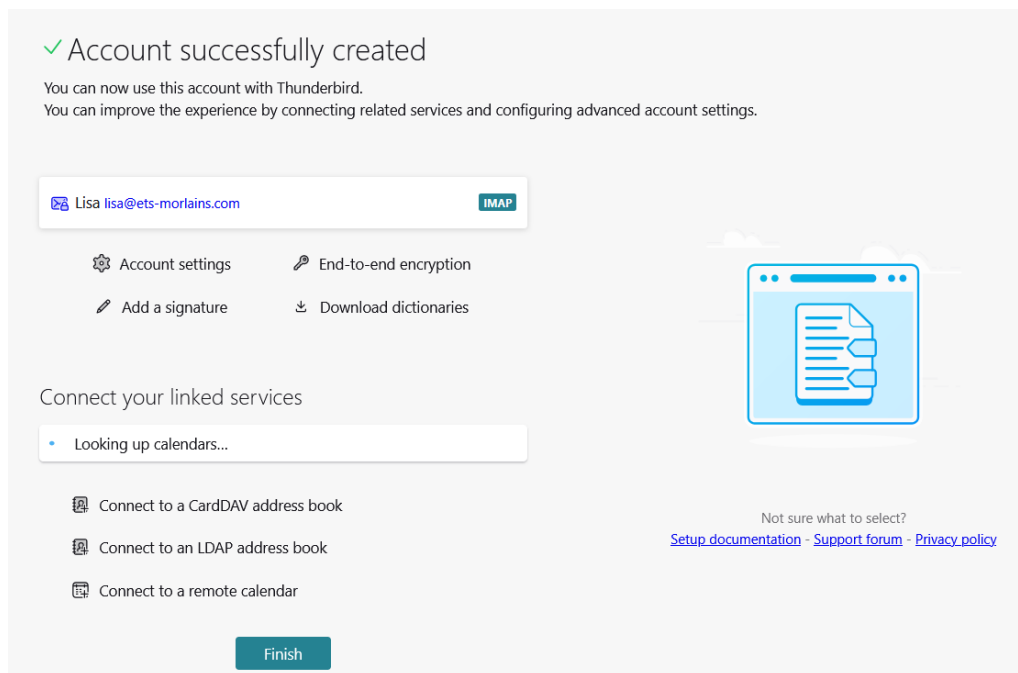 Account successfully created
You can now use this account with Thunderbird.
You can improve the experience by connecting related services and configuring advanced account settings.
Lisa lisa@ets-morlains.com IMAP
Account settings End-to-end encryption
Add a signature Download dictionaries
Connect your linked services
Looking up calendars...
Connect to a CardDAV address book
Connect to an LDAP address book
Connect to a remote calendar
Finish
Not sure what to select?
Setup documentation - Support forum - Privacy policy